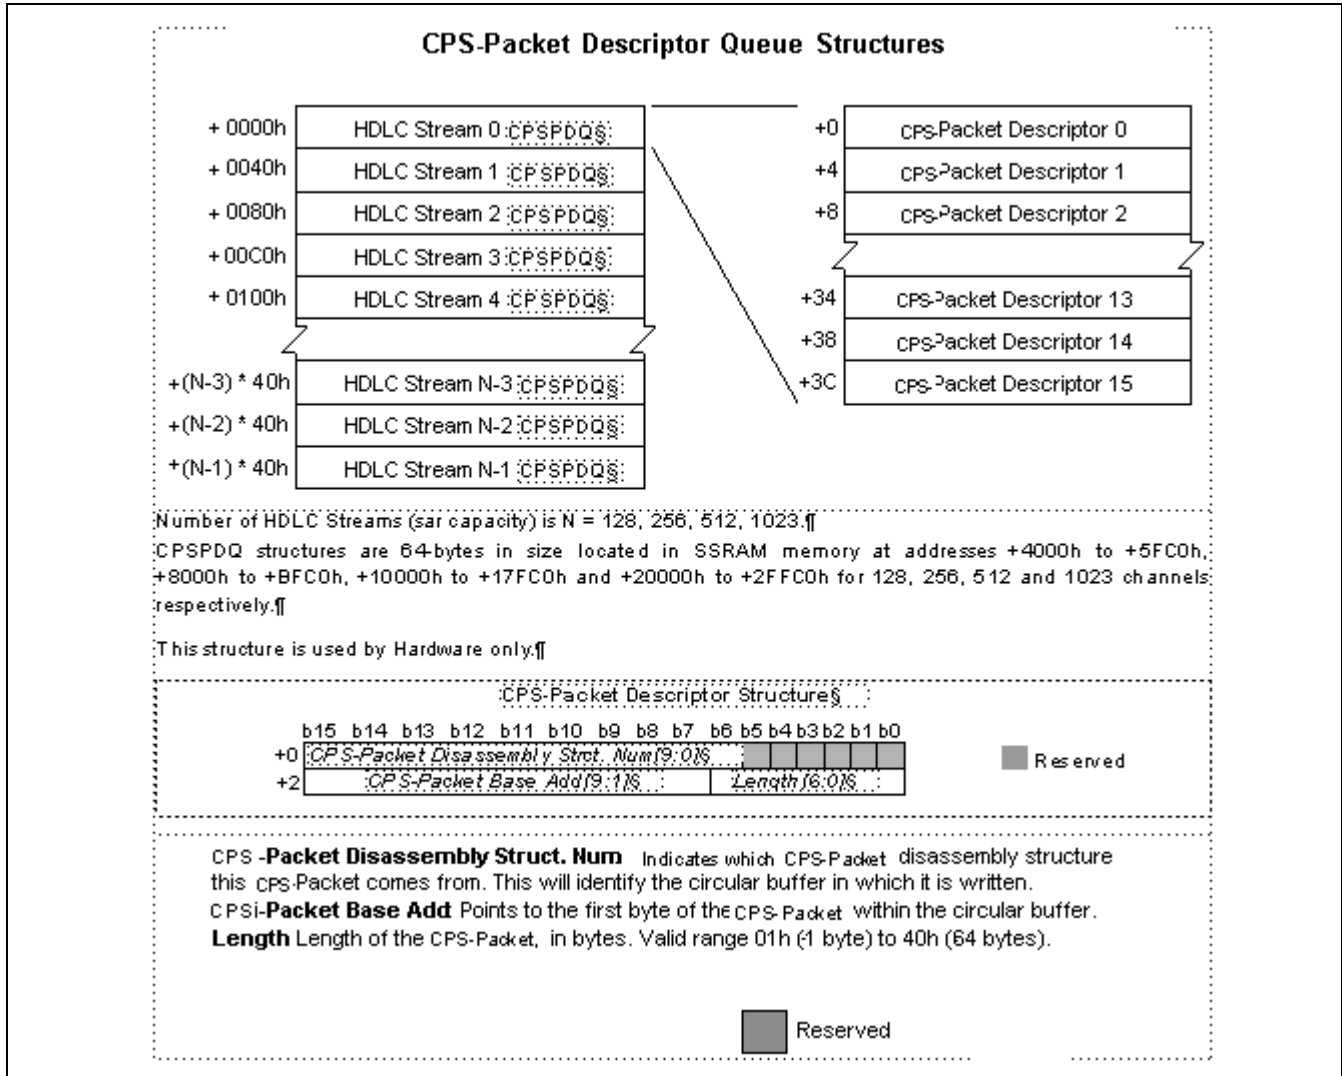 CPS-Packet Descriptor Queue Structures
+ 0000h HDLC Stream 0 CPSPDQ§
+ 0040h HDLC Stream 1 CPSPDQ§
+ 0080h HDLC Stream 2 CPSPDQ§
+ 00C0h HDLC Stream 3 CPSPDQ§
+ 0100h HDLC Stream 4 CPSPDQ§
+(N-3) * 40h HDLC Stream N-3 CPSPDQ§
+(N-2) * 40h HDLC Stream N-2 CPSPDQ§
+(N-1) * 40h HDLC Stream N-1 CPSPDQ§
+0 CPS-Packet Descriptor 0
+4 CPS-Packet Descriptor 1
+8 CPS-Packet Descriptor 2
+34 CPS-Packet Descriptor 13
+38 CPS-Packet Descriptor 14
+3C CPS-Packet Descriptor 15
Number of HDLC Streams (sar capacity) is N = 128, 256, 512, 1023.¶
CPSPDQ structures are 64-bytes in size located in SSRAM memory at addresses +4000h to +5FC0h,
+8000h to +BFC0h, +10000h to +17FC0h and +20000h to +2FFC0h for 128, 256, 512 and 1023 channels
respectively.¶
This structure is used by Hardware only.¶
CPS-Packet Descriptor Structure§
b15 b14 b13 b12 b11 b10 b9 b8 b7 b6 b5 b4 b3 b2 b1 b0
+0 CPS-Packet Disassembly Strct. Num[9:0]§
+2 CPS-Packet Base Add[9:1]§ Length [6:0]§
Reserved
CPS -Packet Disassembly Struct. Num Indicates which CPS-Packet disassembly structure
this CPS-Packet comes from. This will identify the circular buffer in which it is written.
CPSi-Packet Base Add Points to the first byte of the CPS-Packet within the circular buffer.
Length Length of the CPS-Packet, in bytes. Valid range 01h (1 byte) to 40h (64 bytes).
Reserved